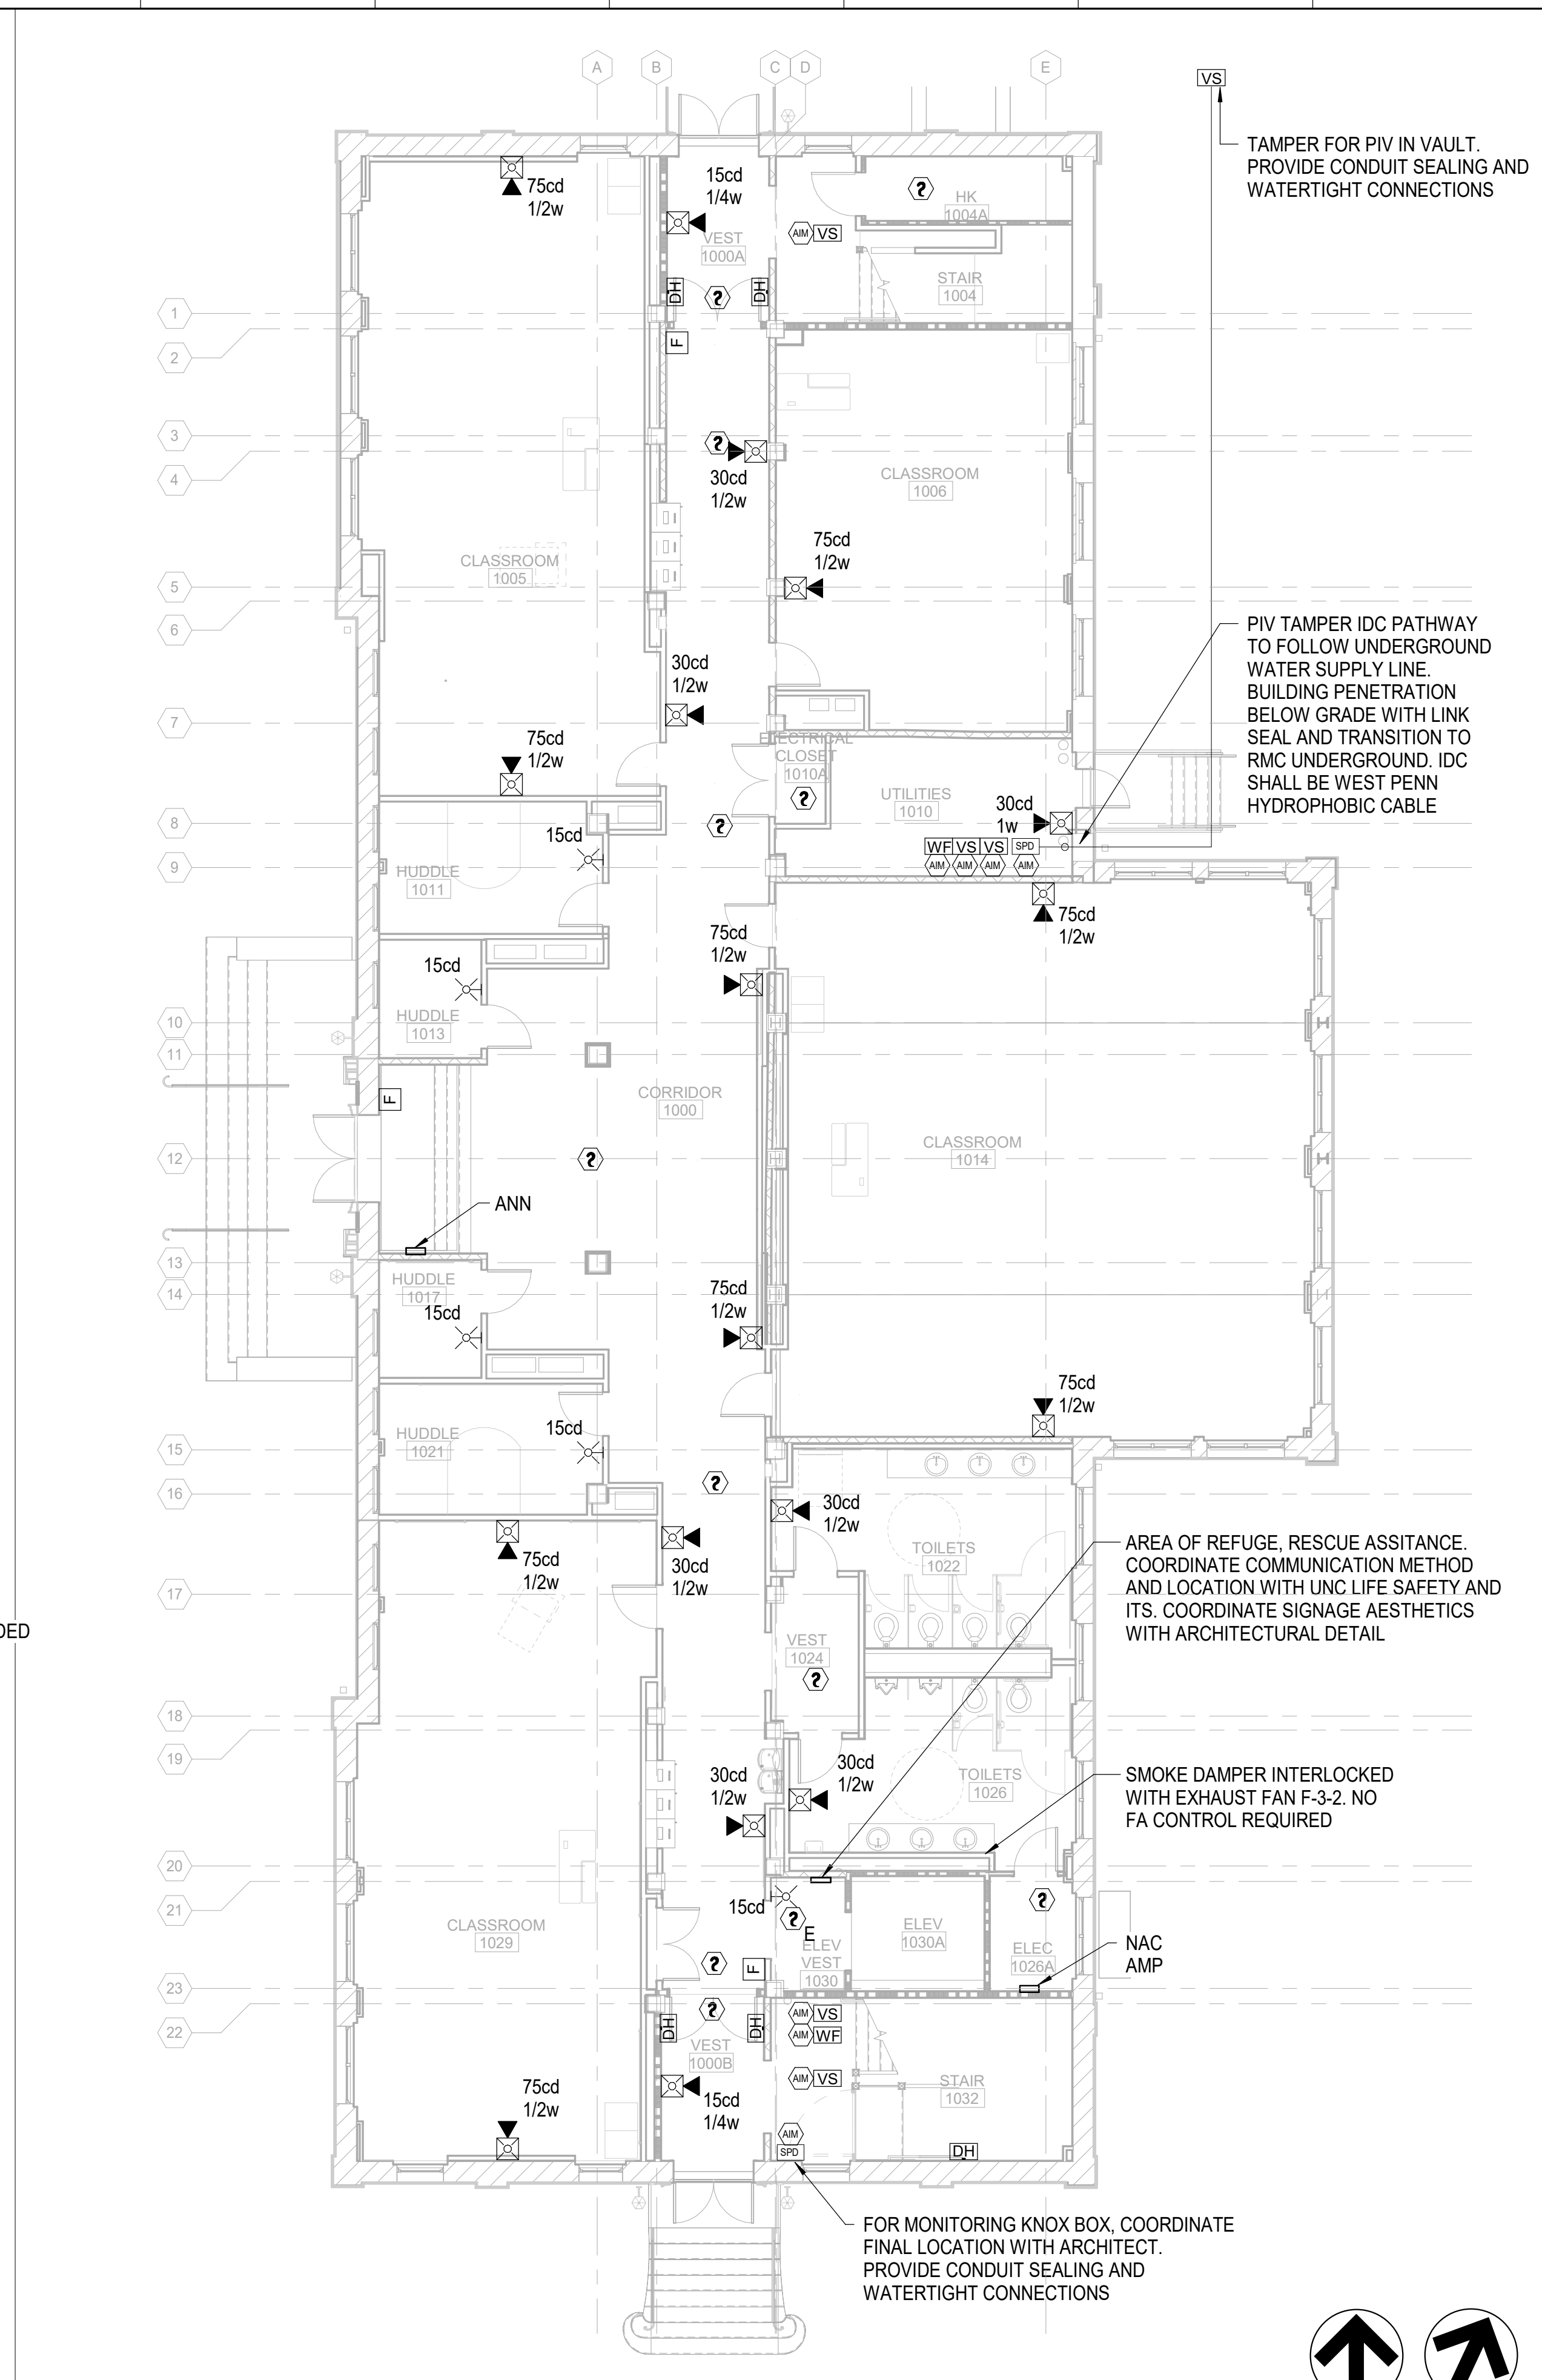 A
B
C
D
E
VS
TAMPER FOR PIV IN VAULT.
PROVIDE CONDUIT SEALING AND
WATERTIGHT CONNECTIONS
75cd
1/2w
15cd
1/4w
VEST
1000A
HK
1004A
AIM VS
STAIR
1004
DH
DH
F
1
2
3
4
30cd
1/2w
CLASSROOM
1006
75cd
1/2w
CLASSROOM
1005
5
6
PIV TAMPER IDC PATHWAY
TO FOLLOW UNDERGROUND
WATER SUPPLY LINE.
BUILDING PENETRATION
BELOW GRADE WITH LINK
SEAL AND TRANSITION TO
RMC UNDERGROUND. IDC
SHALL BE WEST PENN
HYDROPHOBIC CABLE
30cd
1/2w
7
75cd
1/2w
ELECTRICAL
CLOSET
1010A
UTILITIES
1010
30cd
1w
8
9
15cd
HUDDLE
1011
WF VS VS SPD
AIM AIM AIM AIM
75cd
1/2w
75cd
1/2w
15cd
HUDDLE
1013
10
11
F
CORRIDOR
1000
12
CLASSROOM
1014
ANN
13
14
HUDDLE
1017
15cd
75cd
1/2w
75cd
1/2w
HUDDLE
1021
15cd
15
16
30cd
1/2w
75cd
1/2w
30cd
1/2w
TOILETS
1022
AREA OF REFUGE, RESCUE ASSITANCE.
COORDINATE COMMUNICATION METHOD
AND LOCATION WITH UNC LIFE SAFETY AND
ITS. COORDINATE SIGNAGE AESTHETICS
WITH ARCHITECTURAL DETAIL
17
DED
VEST
1024
18
19
30cd
1/2w
30cd
1/2w
TOILETS
1026
SMOKE DAMPER INTERLOCKED
WITH EXHAUST FAN F-3-2. NO
FA CONTROL REQUIRED
20
21
15cd
E
CLASSROOM
1029
ELEV
VEST
1030
ELEV
1030A
ELEC
1026A
NAC
AMP
F
23
22
DH
DH
AIM VS
AIM WF
VEST
1000B
AIM VS
STAIR
1032
75cd
1/2w
15cd
1/4w
AIM
SPD
DH
FOR MONITORING KNOX BOX, COORDINATE
FINAL LOCATION WITH ARCHITECT.
PROVIDE CONDUIT SEALING AND
WATERTIGHT CONNECTIONS